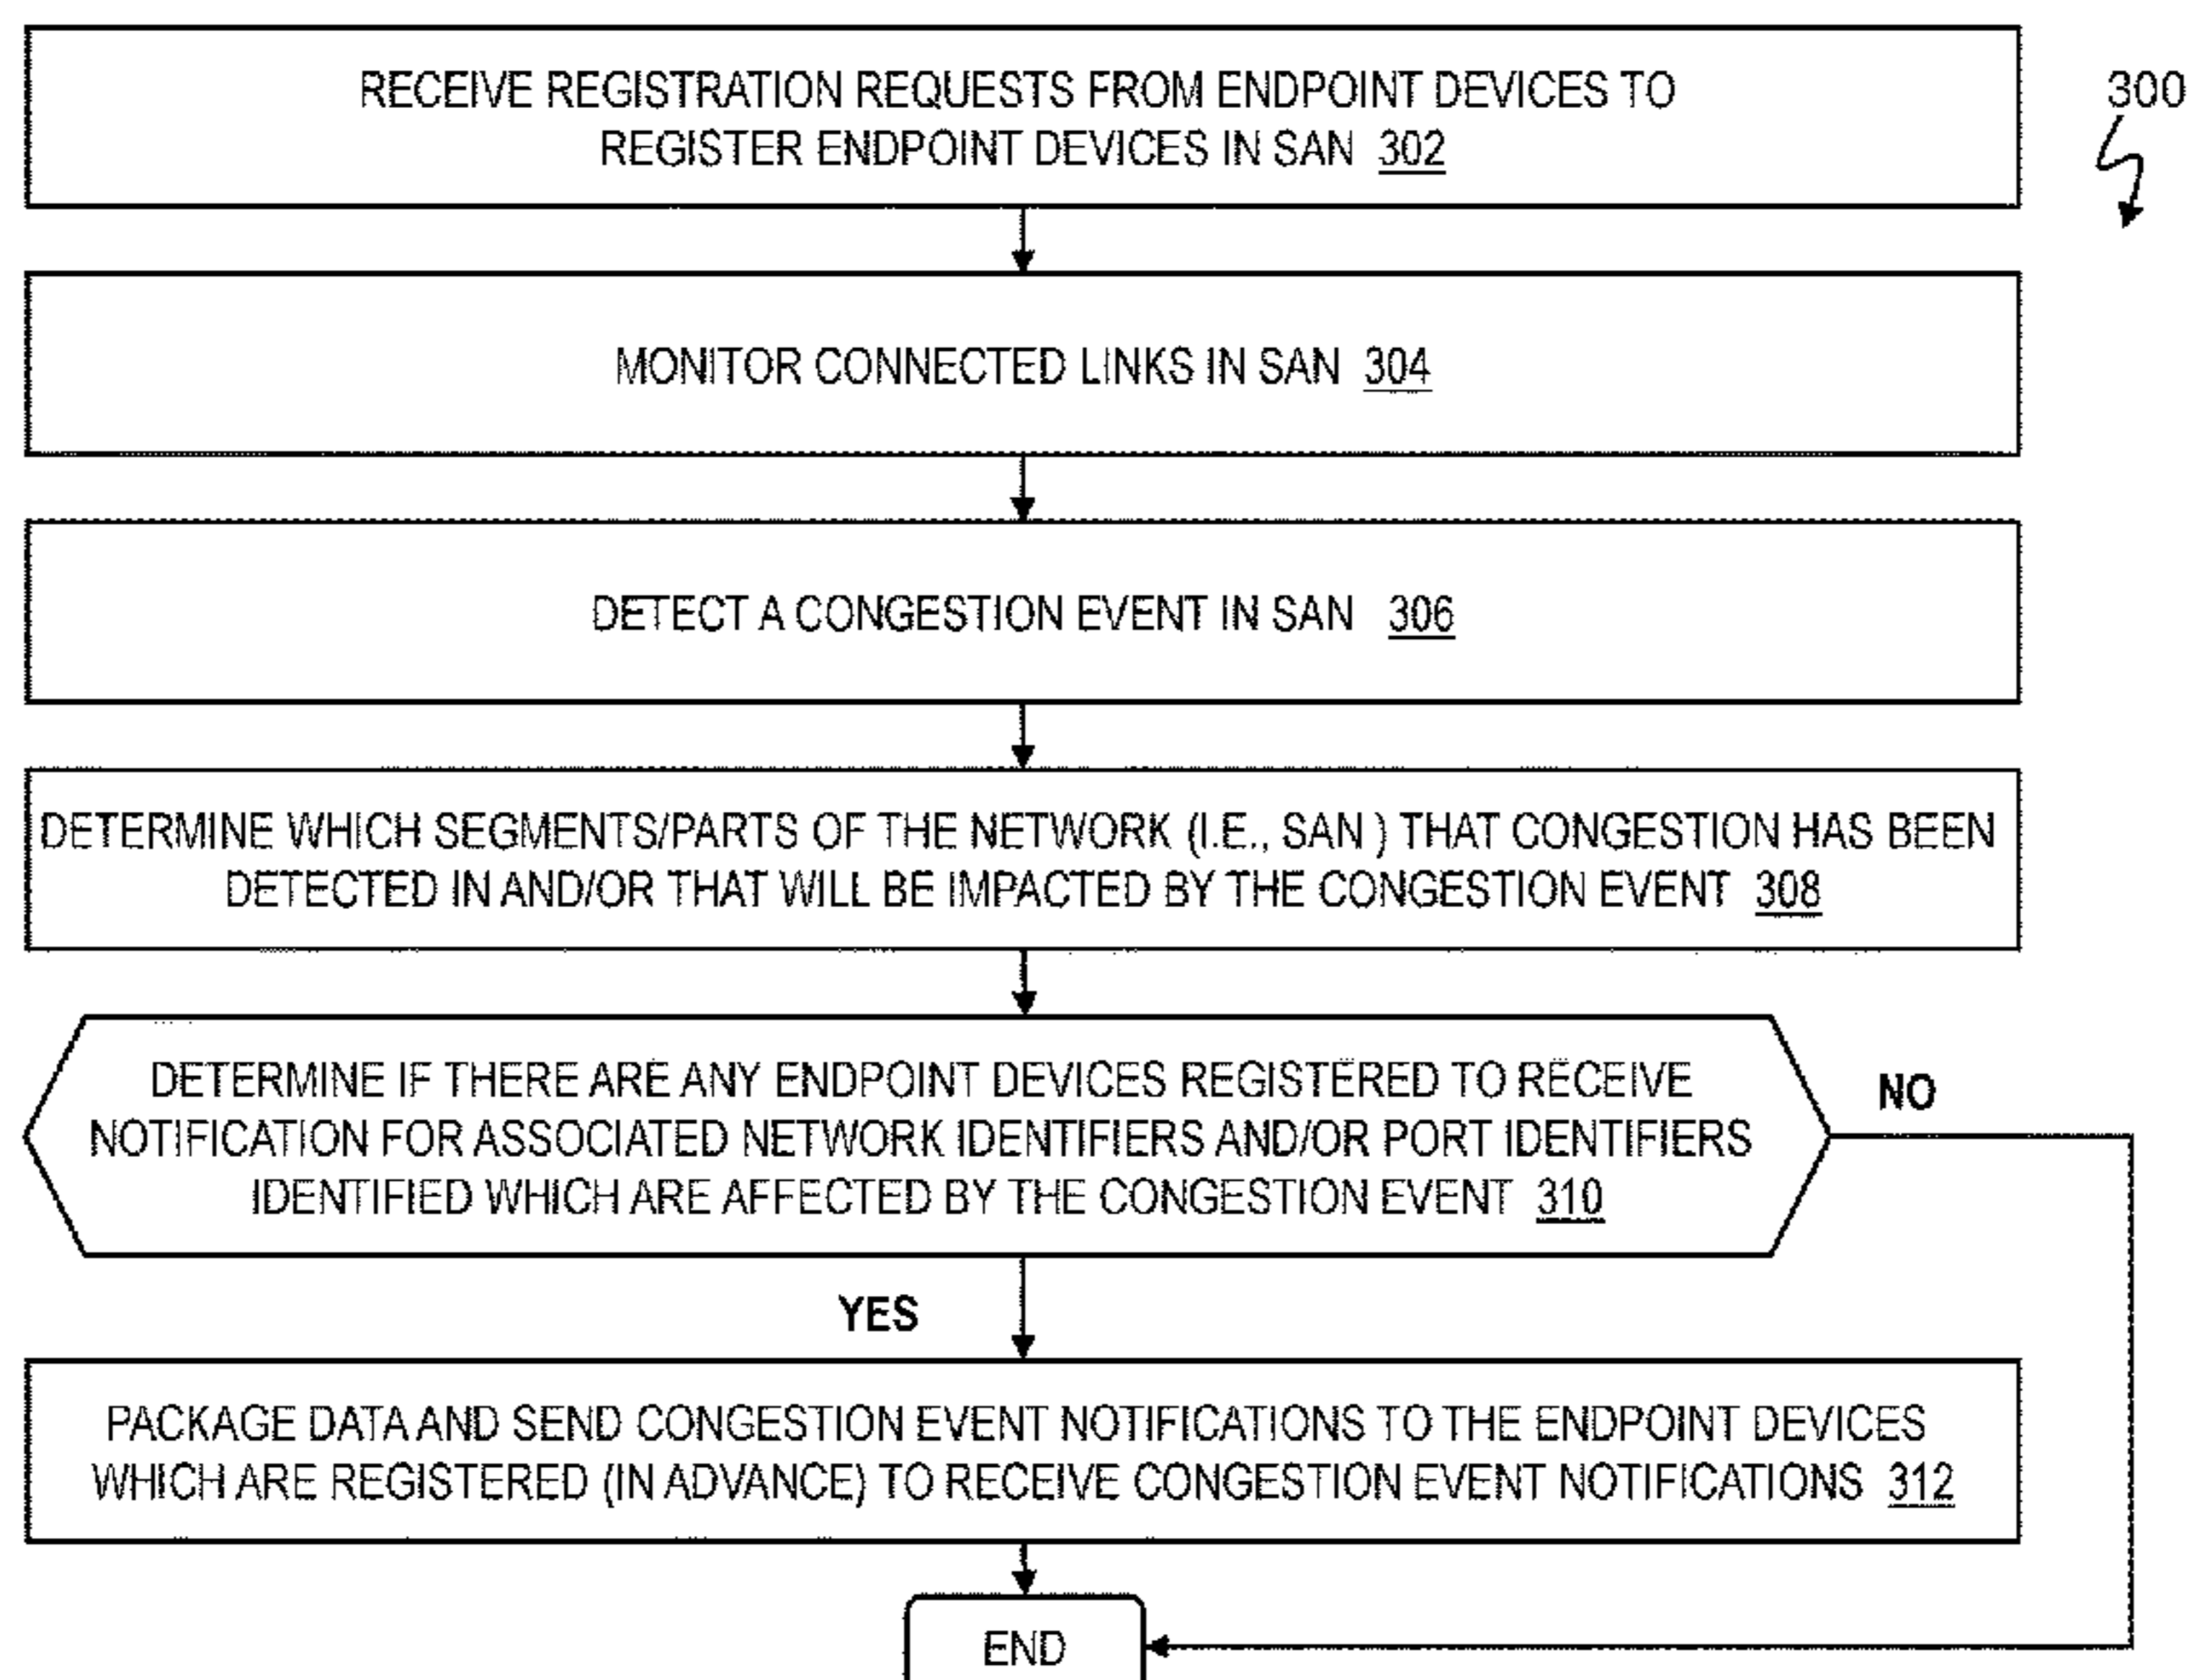 RECEIVE REGISTRATION REQUESTS FROM ENDPOINT DEVICES TO
REGISTER ENDPOINT DEVICES IN SAN 302
300
MONITOR CONNECTED LINKS IN SAN 304
DETECT A CONGESTION EVENT IN SAN 306
DETERMINE WHICH SEGMENTS/PARTS OF THE NETWORK (I.E., SAN ) THAT CONGESTION HAS BEEN
DETECTED IN AND/OR THAT WILL BE IMPACTED BY THE CONGESTION EVENT 308
DETERMINE IF THERE ARE ANY ENDPOINT DEVICES REGISTERED TO RECEIVE
NOTIFICATION FOR ASSOCIATED NETWORK IDENTIFIERS AND/OR PORT IDENTIFIERS
IDENTIFIED WHICH ARE AFFECTED BY THE CONGESTION EVENT 310
NO
YES
PACKAGE DATA AND SEND CONGESTION EVENT NOTIFICATIONS TO THE ENDPOINT DEVICES
WHICH ARE REGISTERED (IN ADVANCE) TO RECEIVE CONGESTION EVENT NOTIFICATIONS 312
END